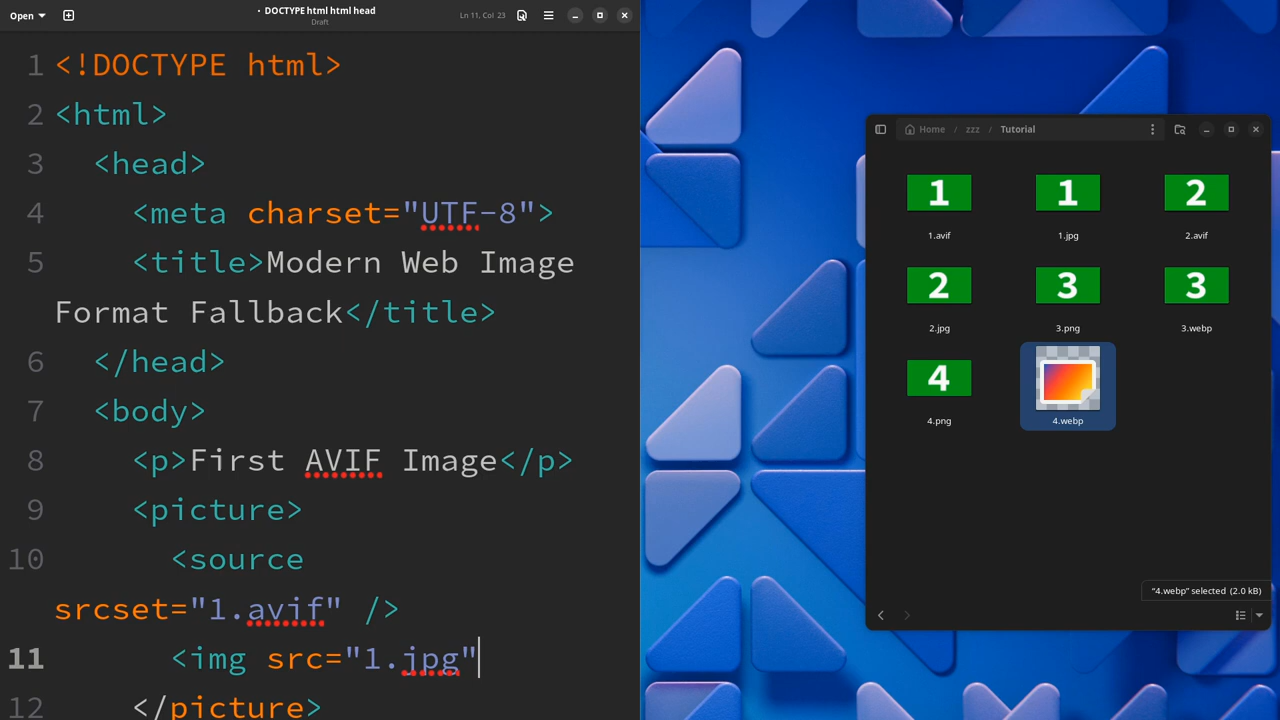 Open
• DOCTYPE html html head
Draft
Ln 11, Col 23
1 <!DOCTYPE html>
2 <html>
3 <head>
4 <meta charset="UTF-8">
5 <title>Modern Web Image
Format Fallback</title>
6 </head>
7 <body>
8 <p>First AVIF Image</p>
9 <picture>
10 <source
srcset="1.avif" />
11 <img src="1.jpg"
12 </picture>
Home / zzz / Tutorial
1 1 2
1.avif 1.jpg 2.avif
2 3 3
2.jpg 3.png 3.webp
4
4.png 4.webp
"4.webp" selected (2.0 kB)